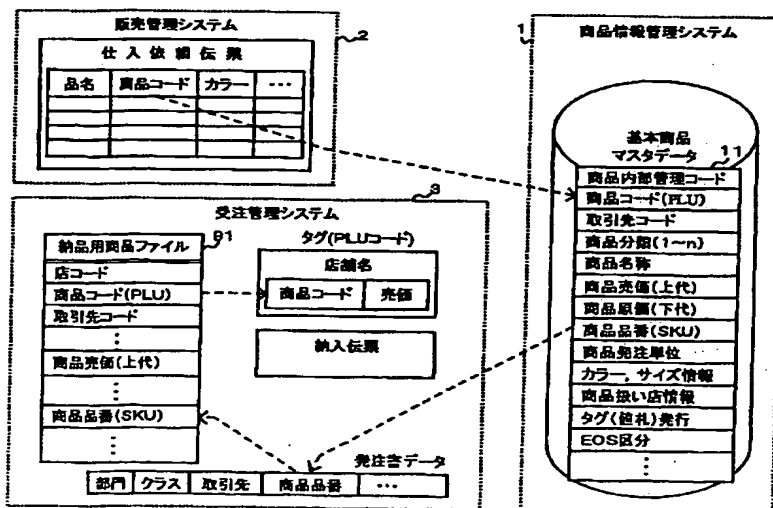 販売管理システム
2
仕入依頼伝票
品名 商品コード カラー …
1
商品情報管理システム
基本商品
マスタデータ
11
商品内部管理コード
商品コード(PLU)
取引先コード
商品分類(1～n)
商品名称
商品売価(上代)
商品原価(下代)
商品品番(SKU)
商品発注単位
カラー,サイズ情報
商品扱い店情報
タグ(値札)発行
EOS区分
⋮
3
受注管理システム
納品用商品ファイル
91
店コード
商品コード(PLU)
取引先コード
⋮
商品売価(上代)
⋮
商品品番(SKU)
⋮
タグ(PLUコード)
店舗名
商品コード 売価
納入伝票
発注書データ
部門 クラス 取引先 商品品番 …